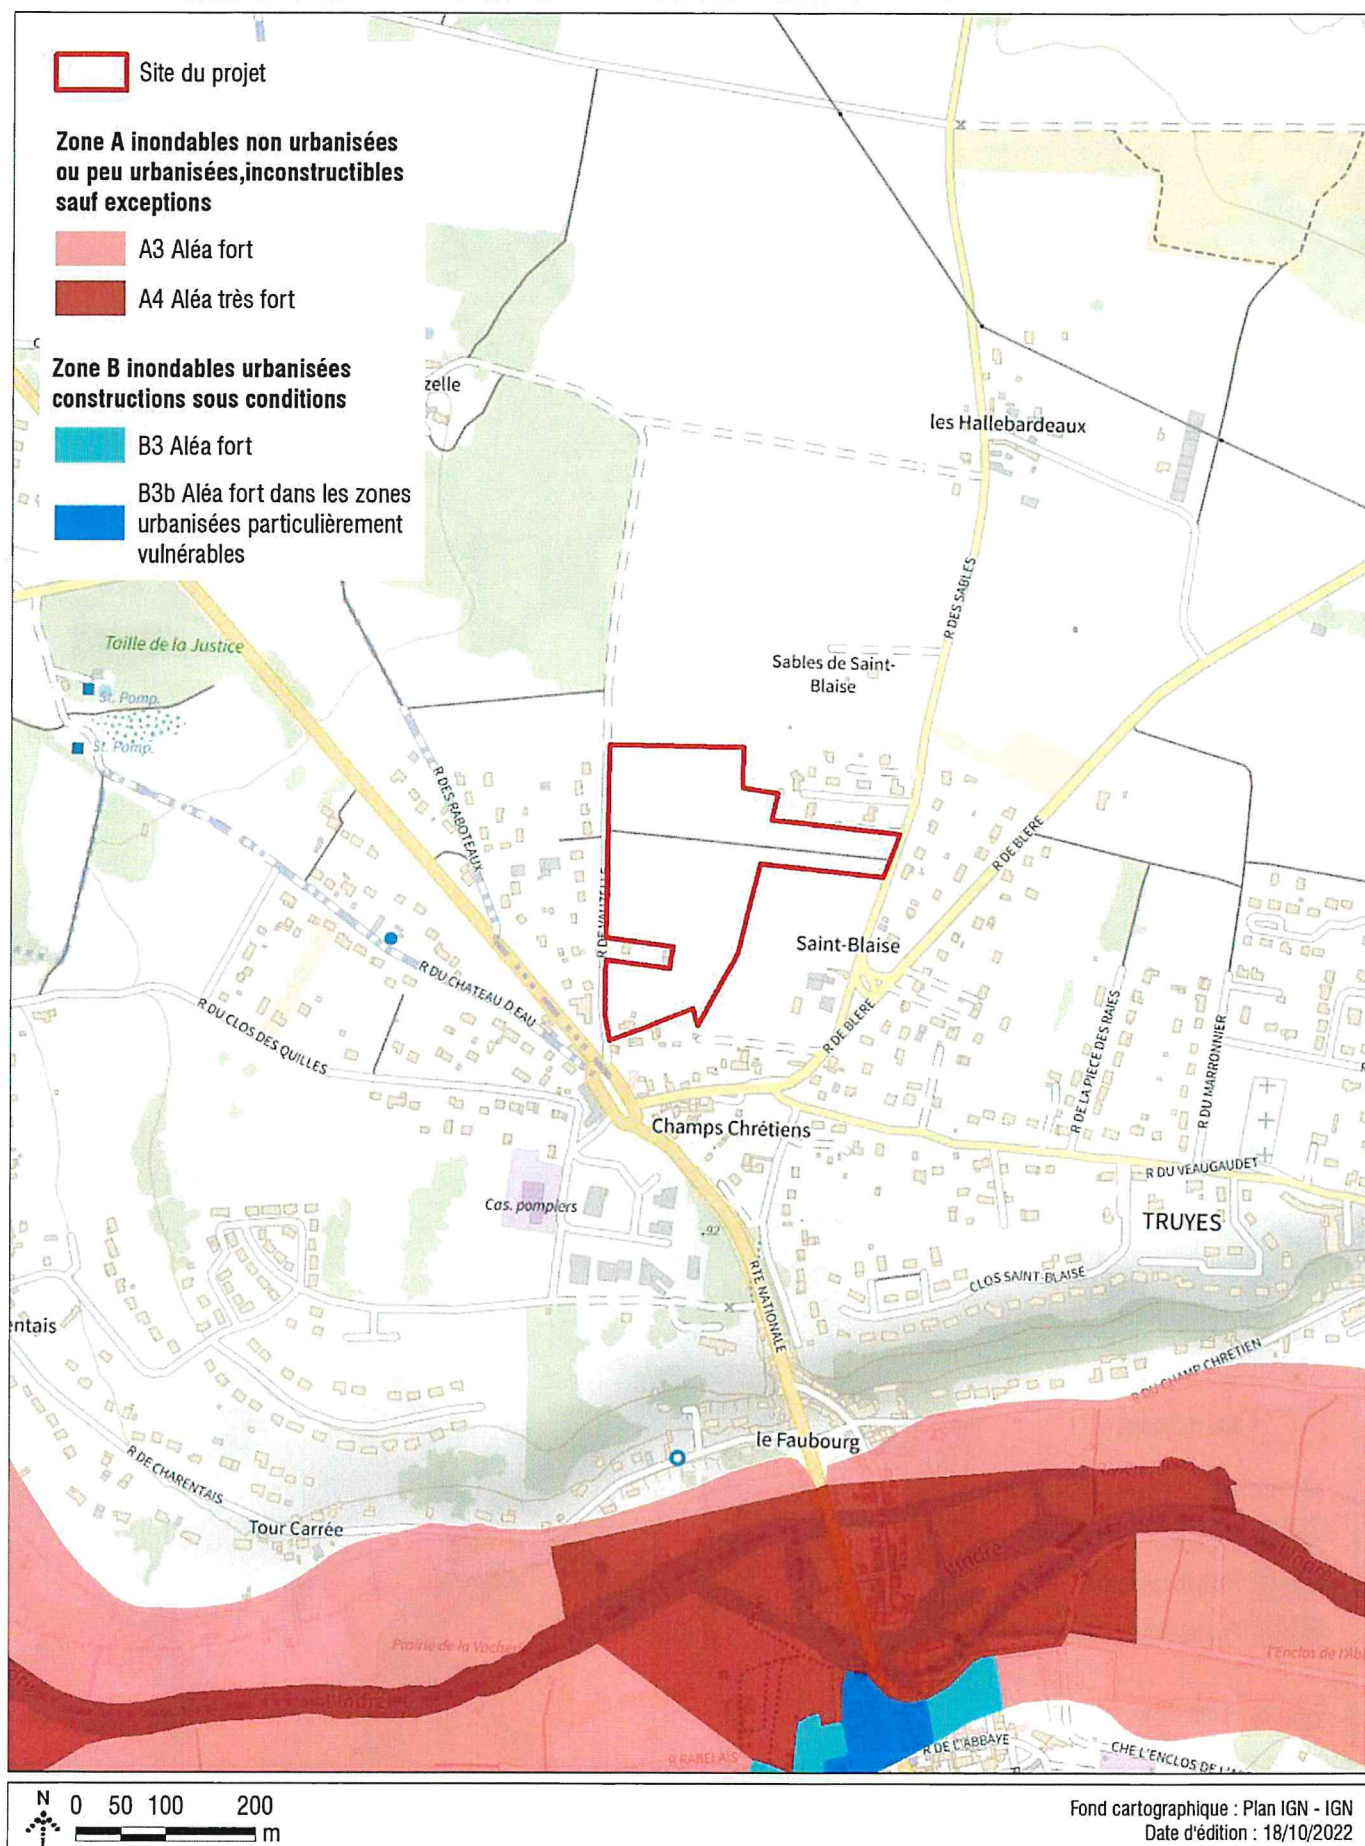 Site du projet
Zone A inondables non urbanisées
ou peu urbanisées,inconstructibles
sauf exceptions
A3 Aléa fort
A4 Aléa très fort
Zone B inondables urbanisées
constructions sous conditions
B3 Aléa fort
B3b Aléa fort dans les zones
urbanisées particulièrement
vulnérables
zelle
les Hallebardeaux
R DES SABLES
Taille de la Justice
St. Pomp.
St. Pomp.
Sables de Saint-
Blaise
R DES RABOTEAUX
R DE BLERE
Saint-Blaise
R DU CHATEAU D'EAU
R DU CLOS DES QUILLES
R DE BLERE
R DE LA PIECE DES RAIES
R DU MARRONNIER
Champs Chrétiens
R DU VEAUGAUDET
Cas. pompiers
TRUYES
.92
RTE NATIONALE
CLOS SAINT-BLAISE
entais
R DU CHAMP CHRETIEN
le Faubourg
R DE CHARENTAIS
Tour Carrée
l'Indre
l'Indre
Prairie de la Vacher
l'Enclos de l'Ab
l'Indre
R RABELAIS
R DE L'ABBAYE
CHE L'ENCLOS DE L'A
N
0 50 100 200
m
Fond cartographique : Plan IGN - IGN
Date d'édition : 18/10/2022